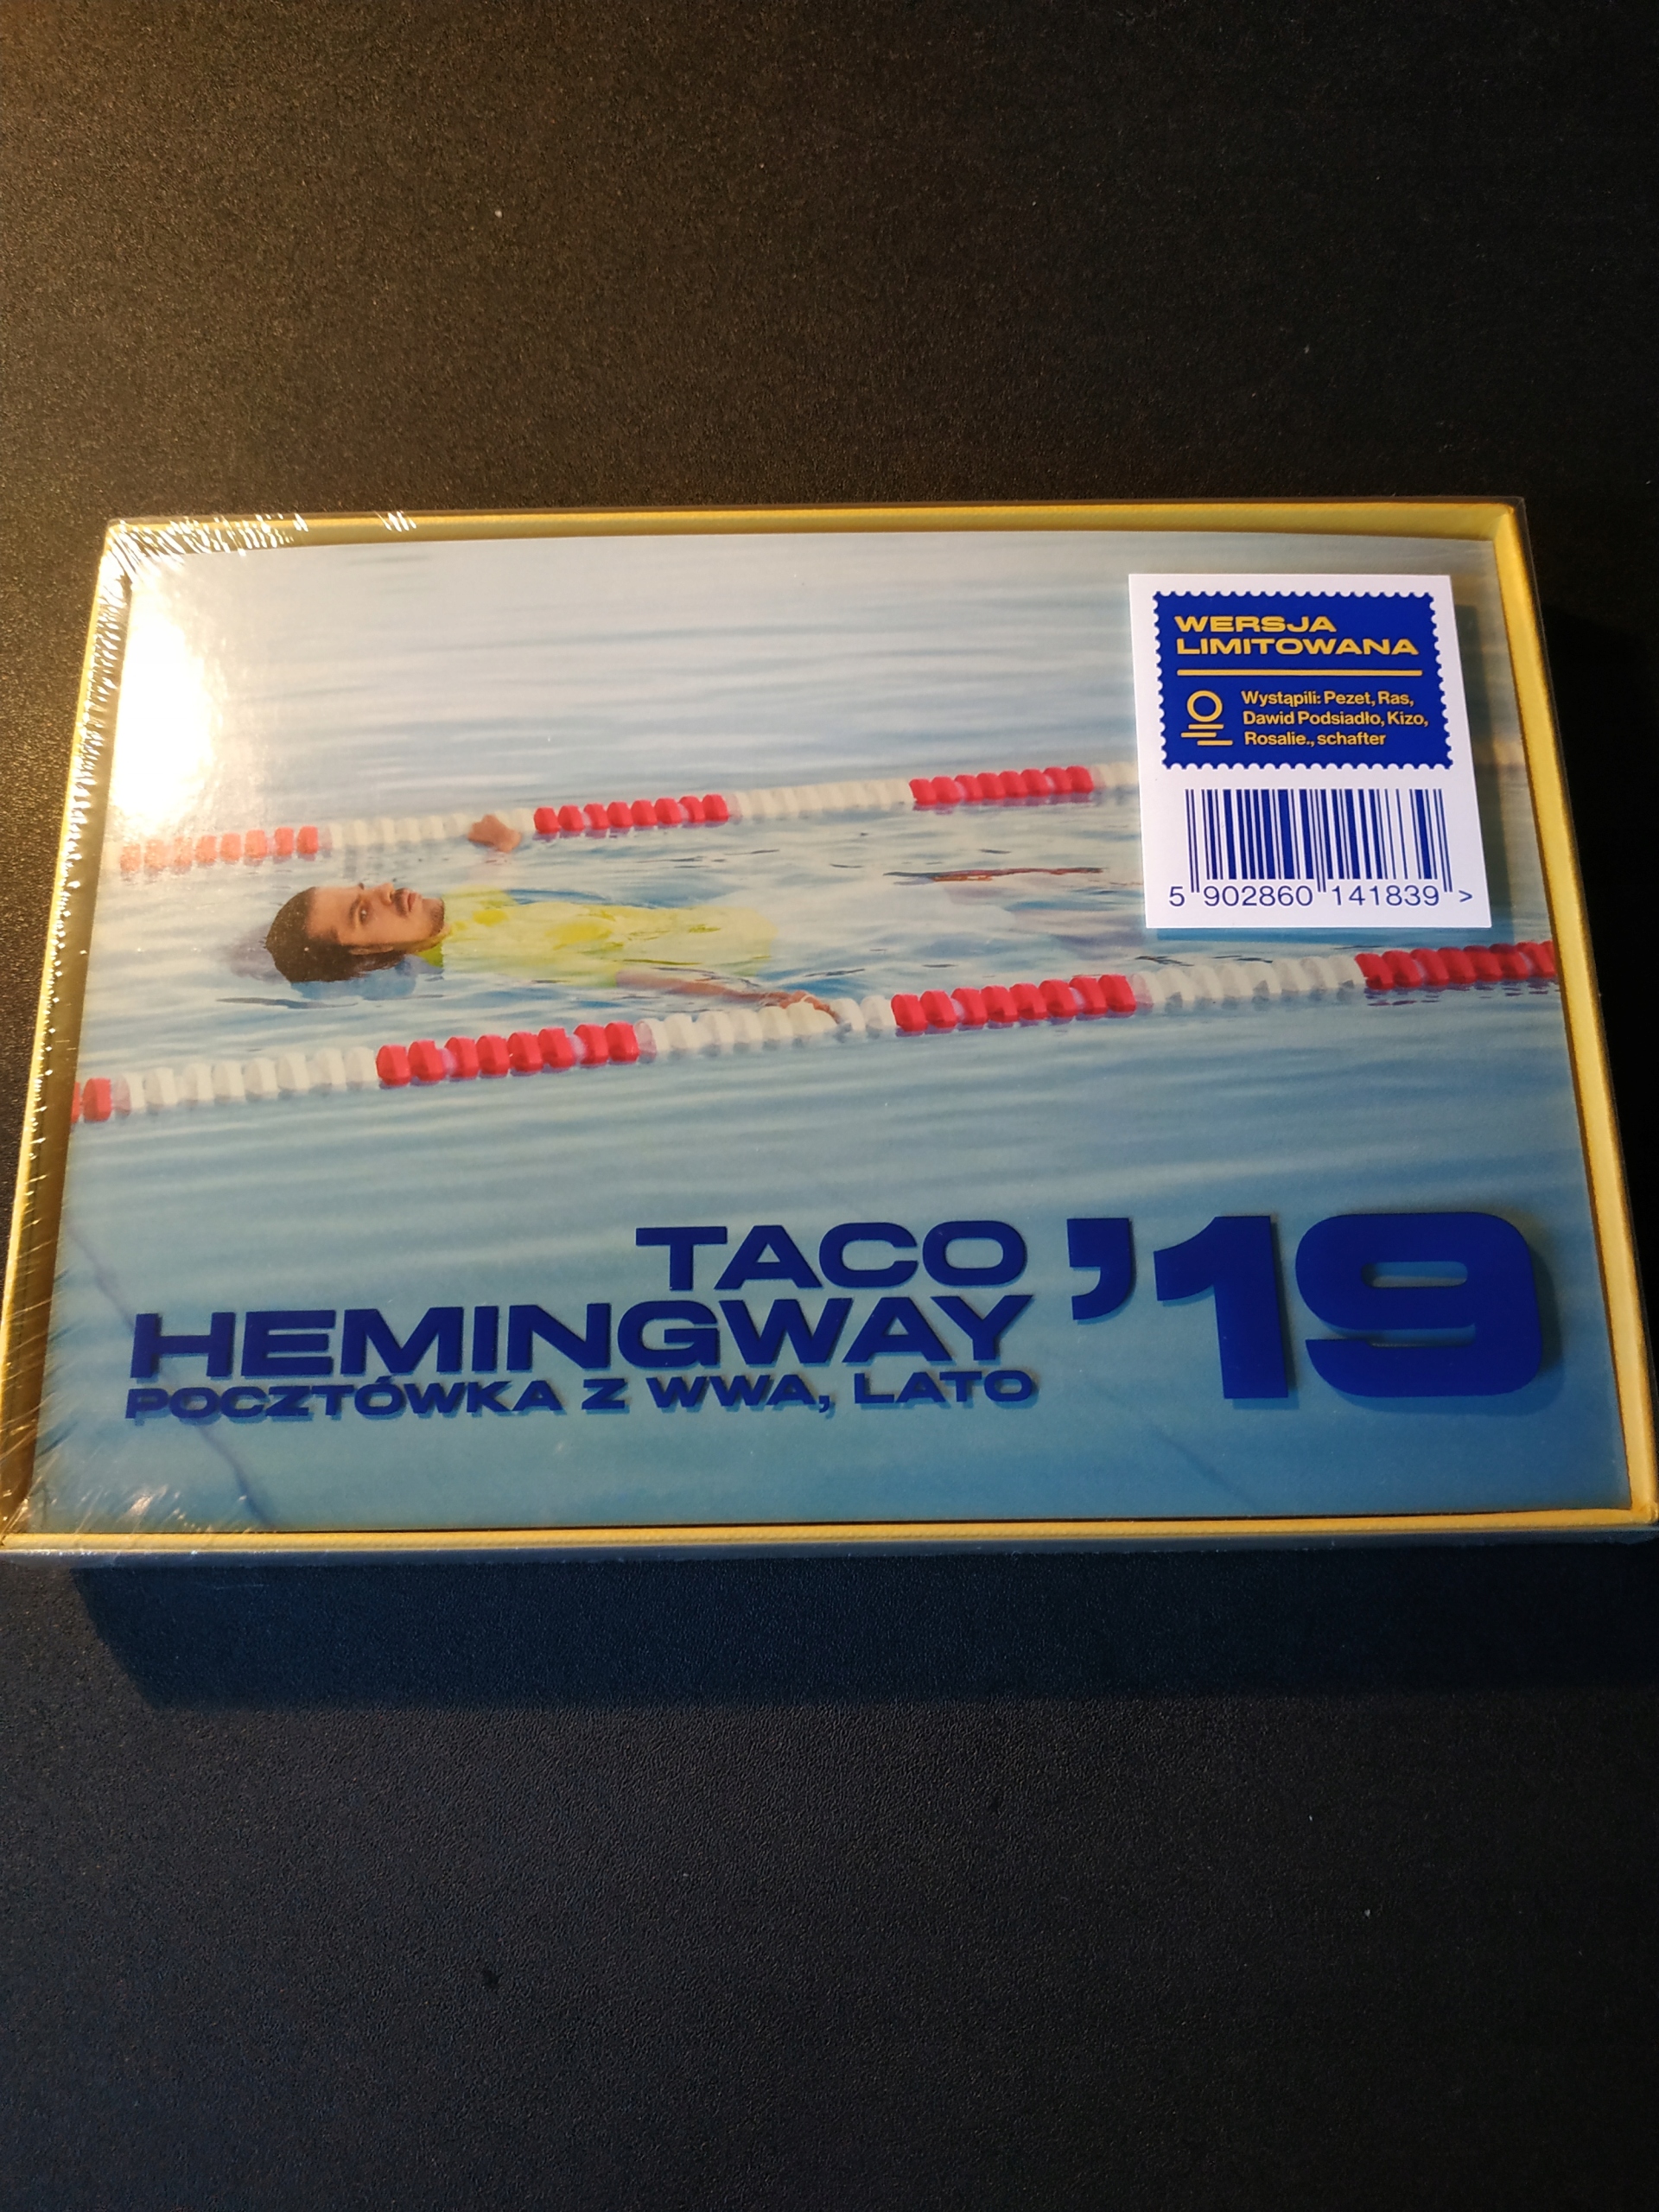 WERSJA
LIMITOWANA
Wystąpili: Pezet, Ras,
Dawid Podsiadło, Kizo,
Rosalie., schafter
5 902860 141839 >
TACO
HEMINGWAY
POCZTÓWKA Z WWA, LATO '19